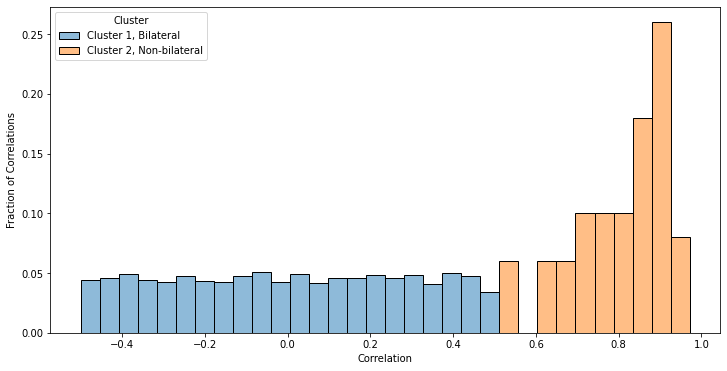 Cluster
Cluster 1, Bilateral
Cluster 2, Non-bilateral
0.25
0.20
0.15
0.10
0.05
0.00
Fraction of Correlations
−0.4 −0.2 0.0 0.2 0.4 0.6 0.8 1.0
Correlation